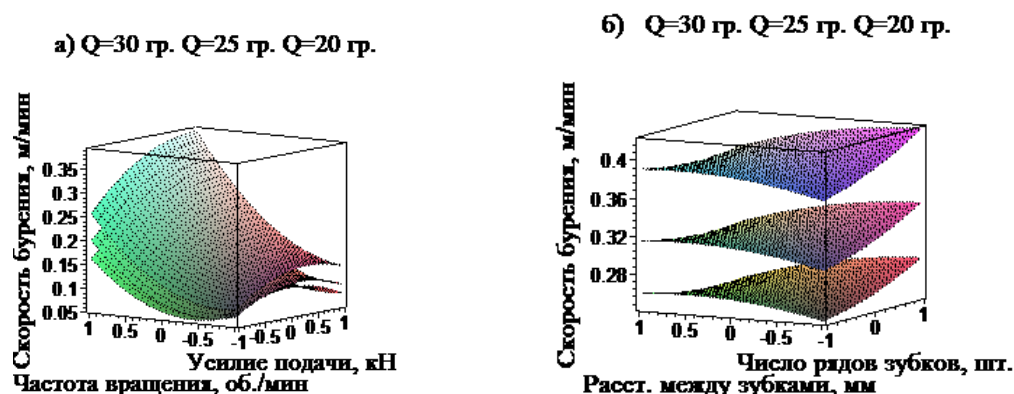 а) Q=30 гр. Q=25 гр. Q=20 гр.
Скорость бурения, м/мин
0.35
0.3
0.25
0.2
0.15
0.1
0.05
1 0.5 0 -0.5 -1 -0.5 0 0.5 1
Усилие подачи, кН
Частота вращения, об./мин
б) Q=30 гр. Q=25 гр. Q=20 гр.
Скорость бурения, м/мин
0.4
0.36
0.32
0.28
1 0.5 0 -0.5 -1 0 1
Число рядов зубков, шт.
Расст. между зубками, мм